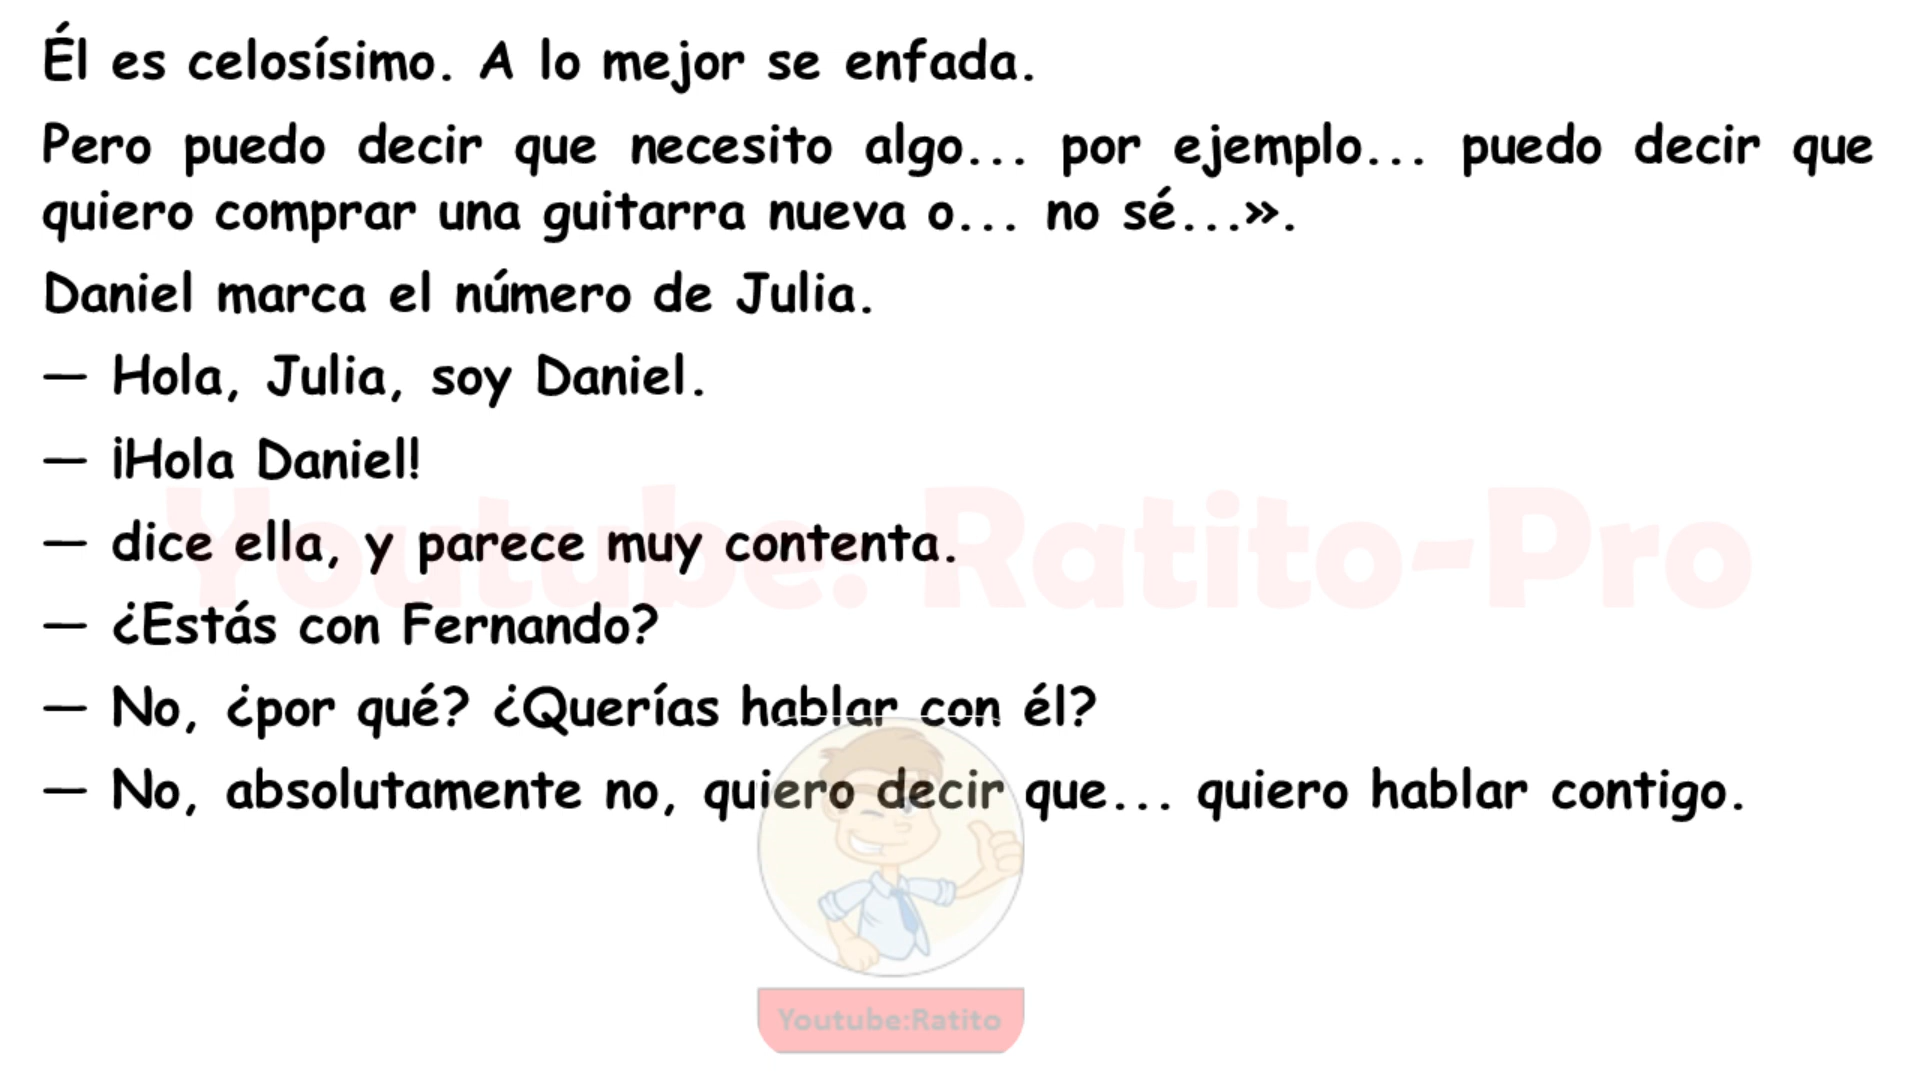 Él es celosísimo. A lo mejor se enfada.
Pero puedo decir que necesito algo... por ejemplo... puedo decir que
quiero comprar una guitarra nueva o... no sé...».
Daniel marca el número de Julia.
— Hola, Julia, soy Daniel.
— ¡Hola Daniel!
— dice ella, y parece muy contenta.
Youtube: Ratito-Pro
— ¿Estás con Fernando?
— No, ¿por qué? ¿Querías hablar con él?
— No, absolutamente no, quiero decir que... quiero hablar contigo.
Youtube:Ratito